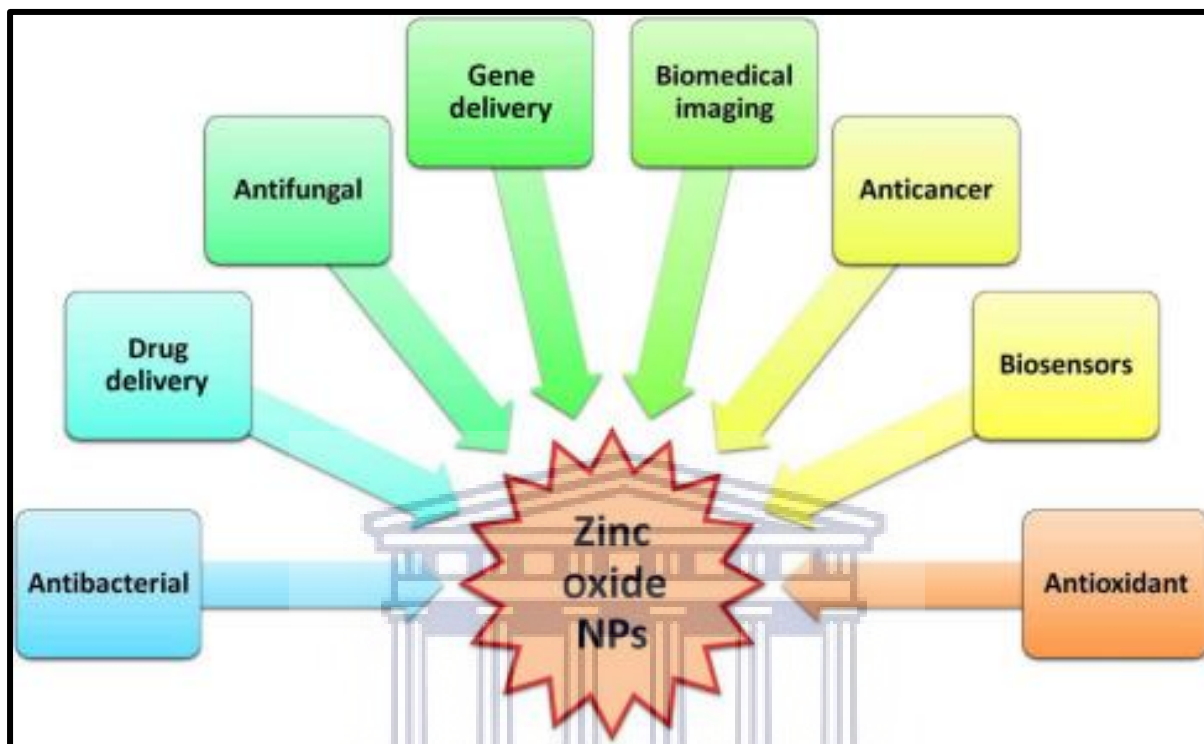 Gene
delivery
Biomedical
imaging
Antifungal
Anticancer
Drug
delivery
Biosensors
Antibacterial
Zinc
oxide
NPs
Antioxidant